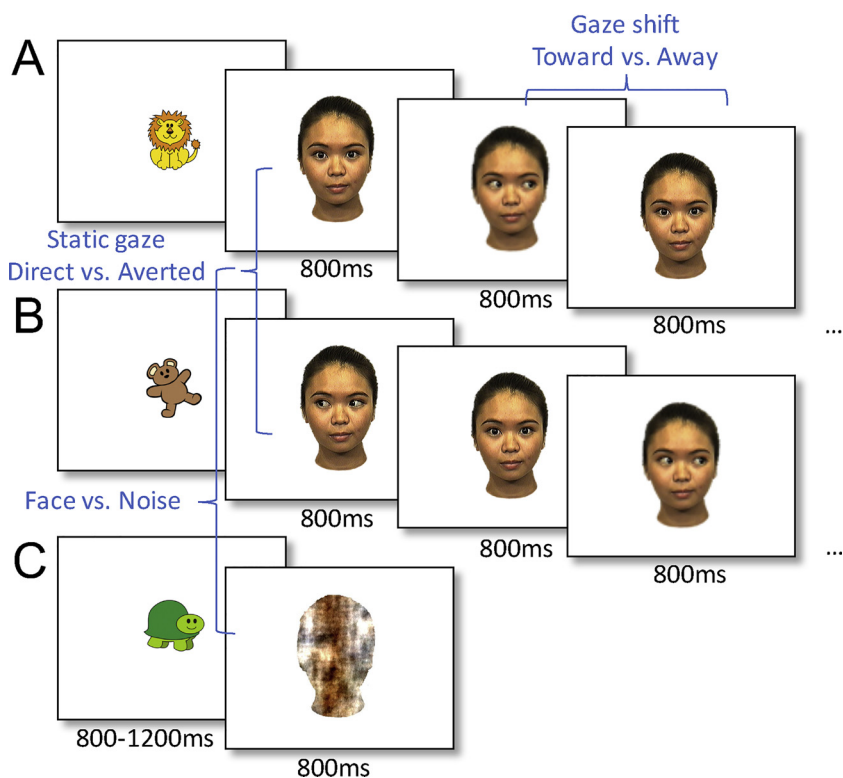 A
Gaze shift
Toward vs. Away
800ms
800ms
800ms
...
Static gaze
Direct vs. Averted
B
800ms
800ms
800ms
...
Face vs. Noise
C
800-1200ms
800ms